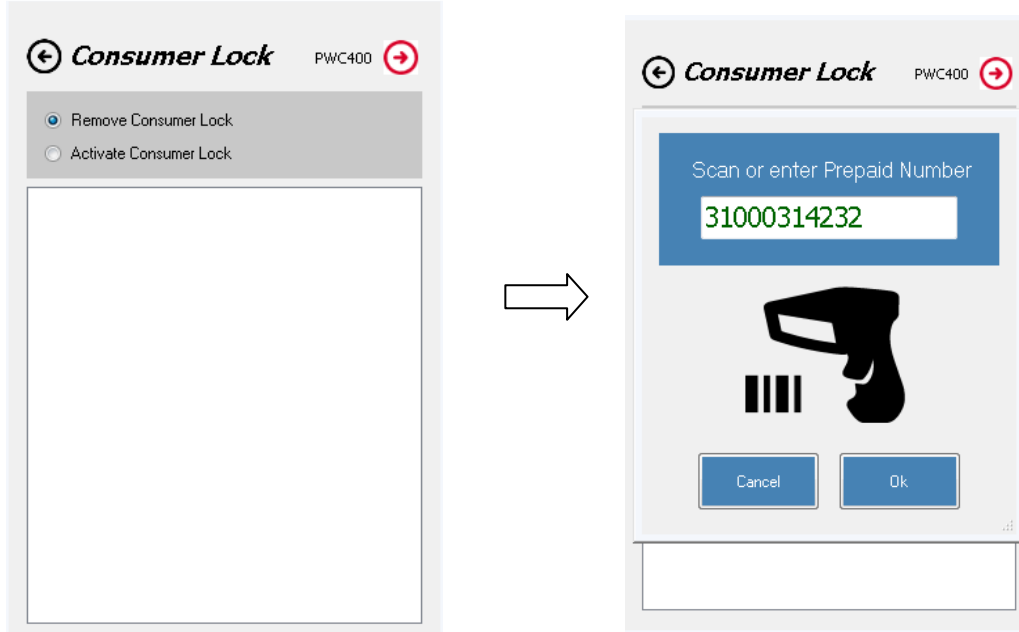 Consumer Lock PWC400
Remove Consumer Lock
Activate Consumer Lock
Consumer Lock PWC400
Scan or enter Prepaid Number
31000314232
Cancel Ok